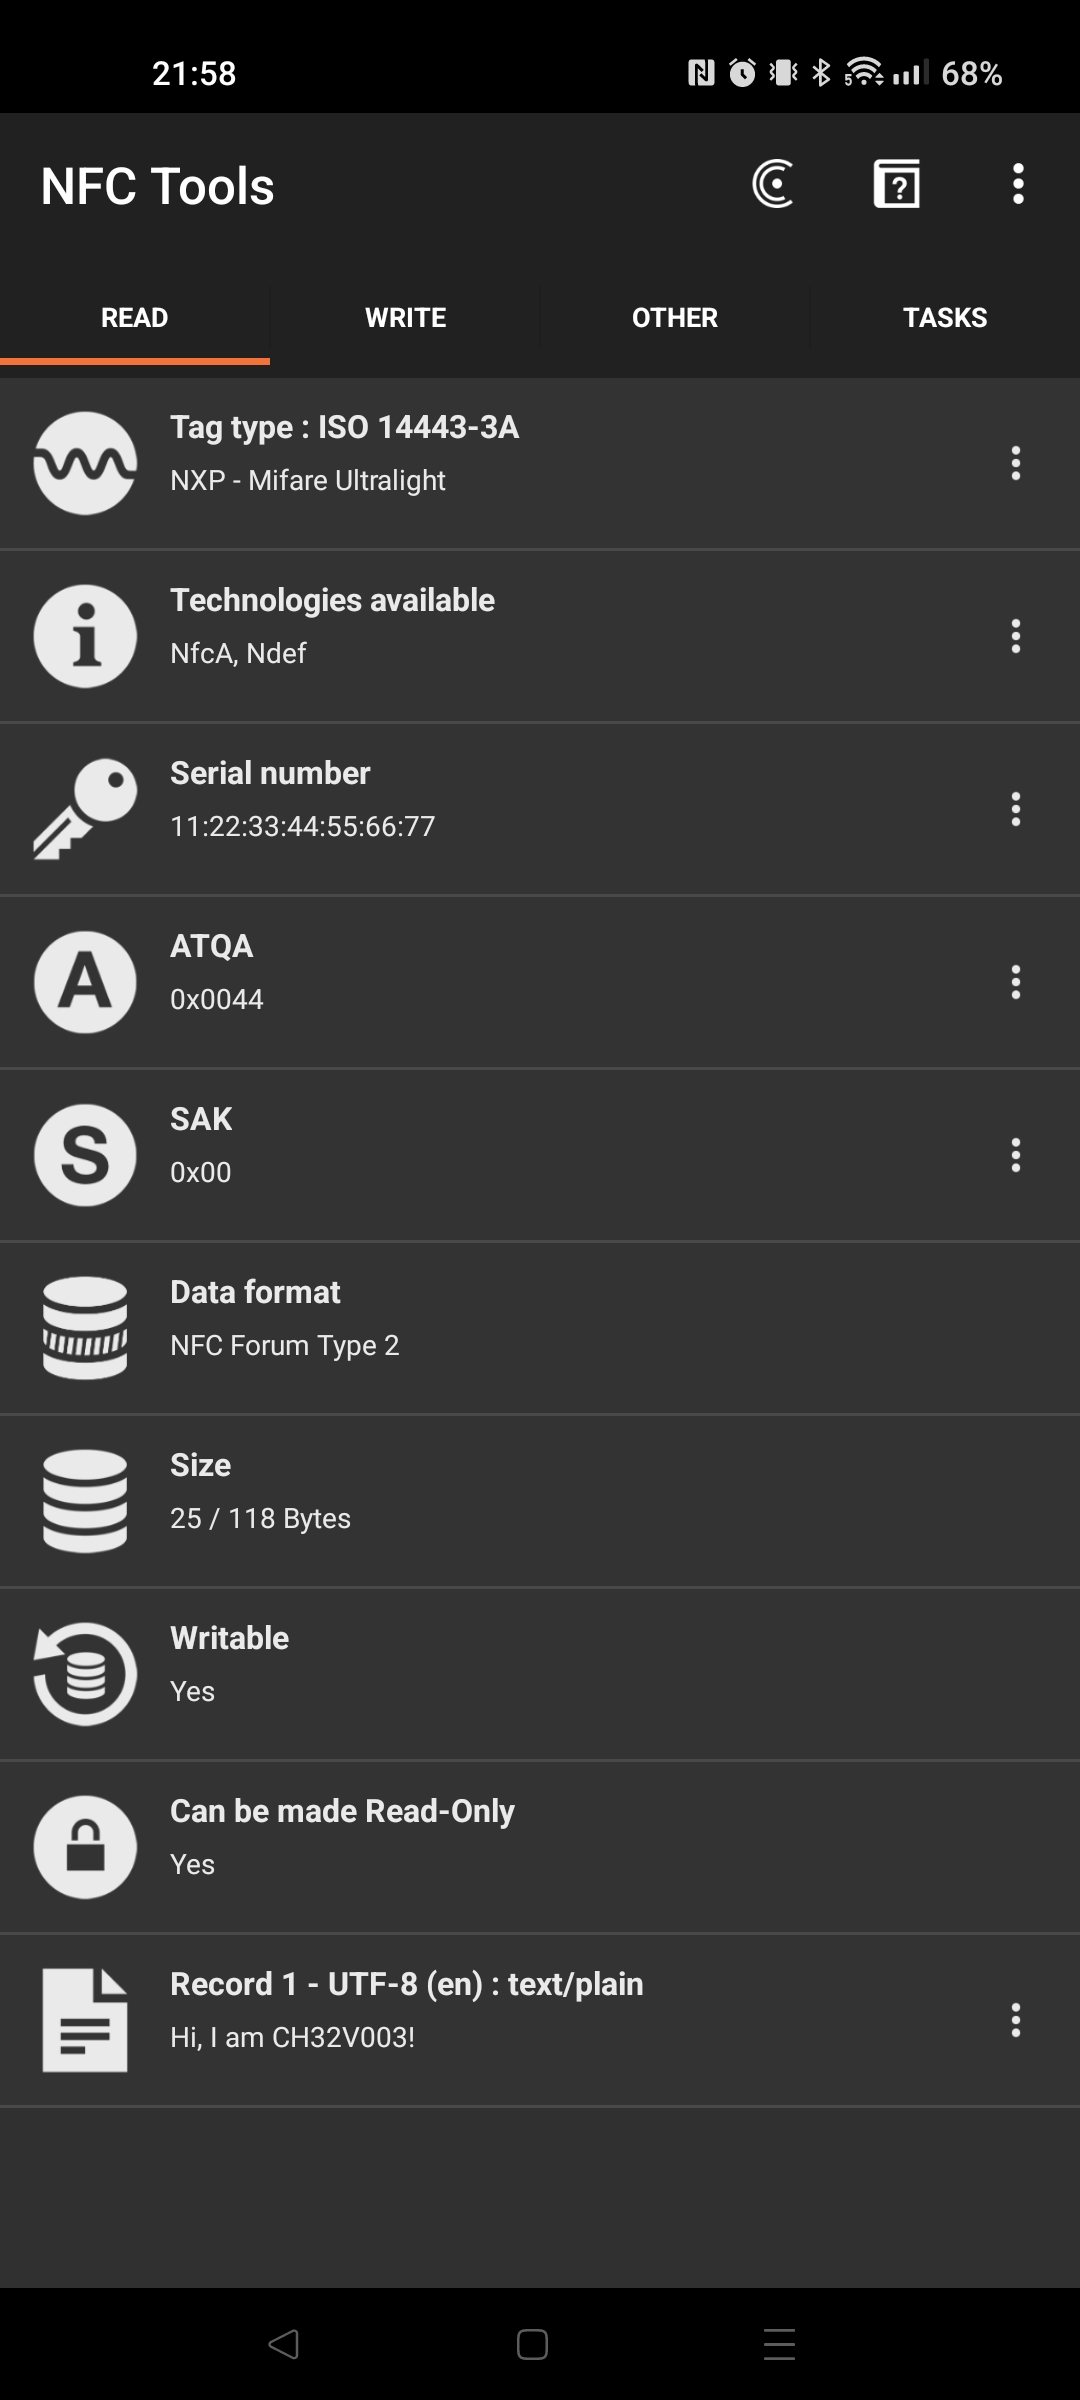 21:58
5
68%
NFC Tools
?
READ
WRITE
OTHER
TASKS
Tag type : ISO 14443-3A
NXP - Mifare Ultralight
i
Technologies available
NfcA, Ndef
Serial number
11:22:33:44:55:66:77
A
ATQA
0x0044
S
SAK
0x00
Data format
NFC Forum Type 2
Size
25 / 118 Bytes
Writable
Yes
Can be made Read-Only
Yes
Record 1 - UTF-8 (en) : text/plain
Hi, I am CH32V003!